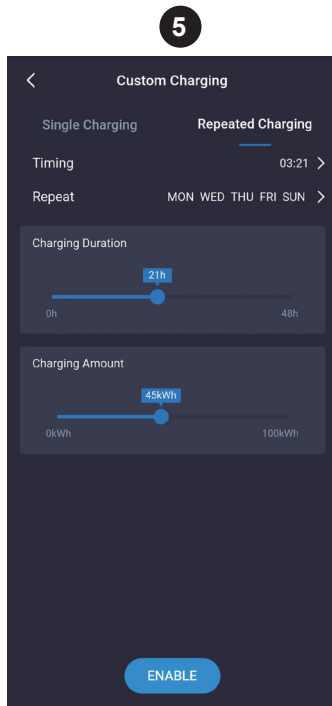 5
Custom Charging
Single Charging Repeated Charging
Timing 03:21
Repeat MON WED THU FRI SUN
Charging Duration
21h
0h 48h
Charging Amount
45kWh
0kWh 100kWh
ENABLE